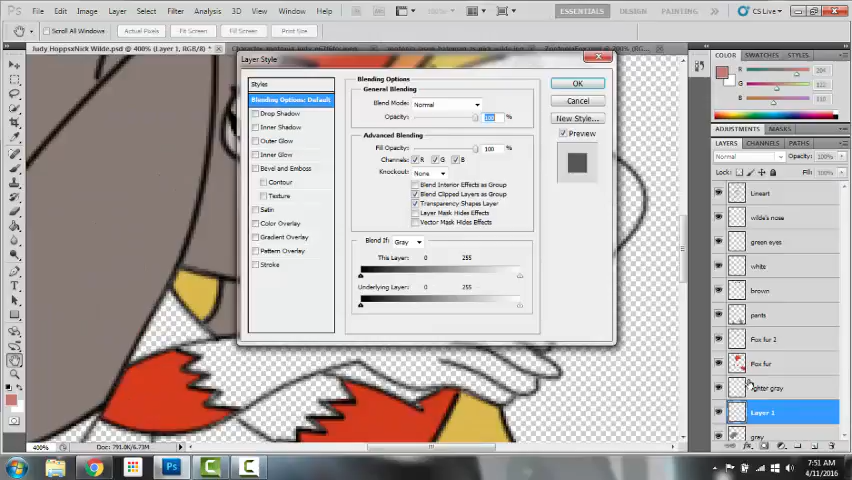 Ps
File Edit Image Layer Select Filter Analysis 3D View Window Help
ESSENTIALS DESIGN
CS Live
Scroll All Windows Actual Pixels Fit Screen Fill Screen
Judy HoppsxNick Wilde.psd @ 400% (Layer 1, RGB/8) *
Layer Style
Styles
Blending Options: Default
Drop Shadow
Inner Shadow
Outer Glow
Inner Glow
Bevel and Emboss
Contour
Texture
Satin
Color Overlay
Gradient Overlay
Pattern Overlay
Stroke
Blending Options
General Blending
Blend Mode: Normal
Opacity: 100 %
Advanced Blending
Fill Opacity: 100 %
Channels: R G B
Knockout: None
Blend Interior Effects as Group
Blend Clipped Layers as Group
Transparency Shapes Layer
Layer Mask Hides Effects
Vector Mask Hides Effects
Blend If: Gray
This Layer: 0 255
Underlying Layer: 0 255
OK
Cancel
New Style...
Preview
COLOR SWATCHES STYLES
R 204
G 122
B
ADJUSTMENTS MASKS
LAYERS CHANNELS PATHS
Normal Opacity: 100%
Lock: Fill: 100%
Lineart
wilde's nose
green eyes
white
brown
pants
Fox fur 2
Fox fur
ghter gray
Layer 1
gray
400% Doc: 791.0K/6.73M
Ps
7:51 AM
4/11/2016